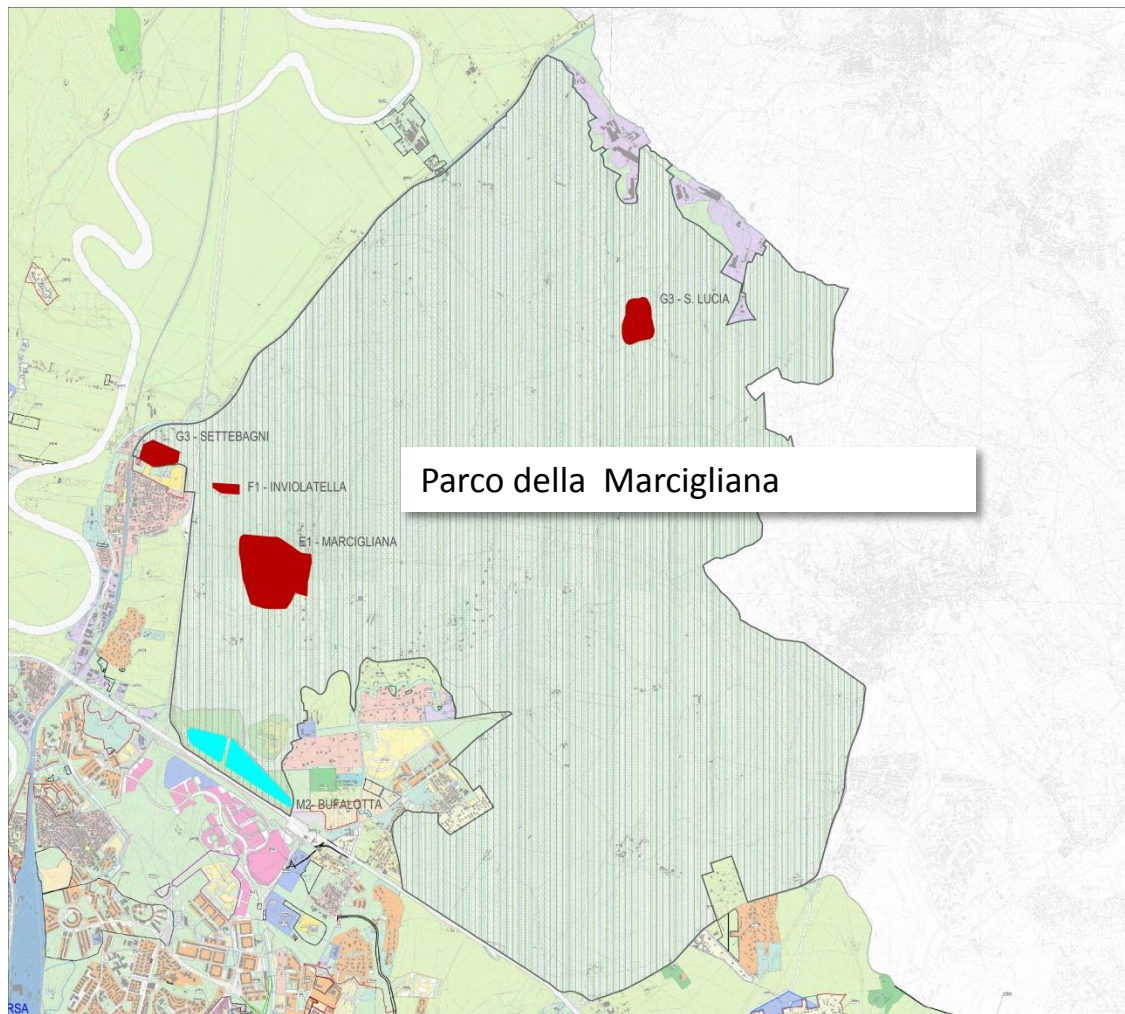 G3 - S. LUCIA
G3 - SETTEBAGNI
Parco della Marcigliana
F1 - INVIOLATELLA
E1 - MARCIGLIANA
M2- BUFALOTTA
RSA